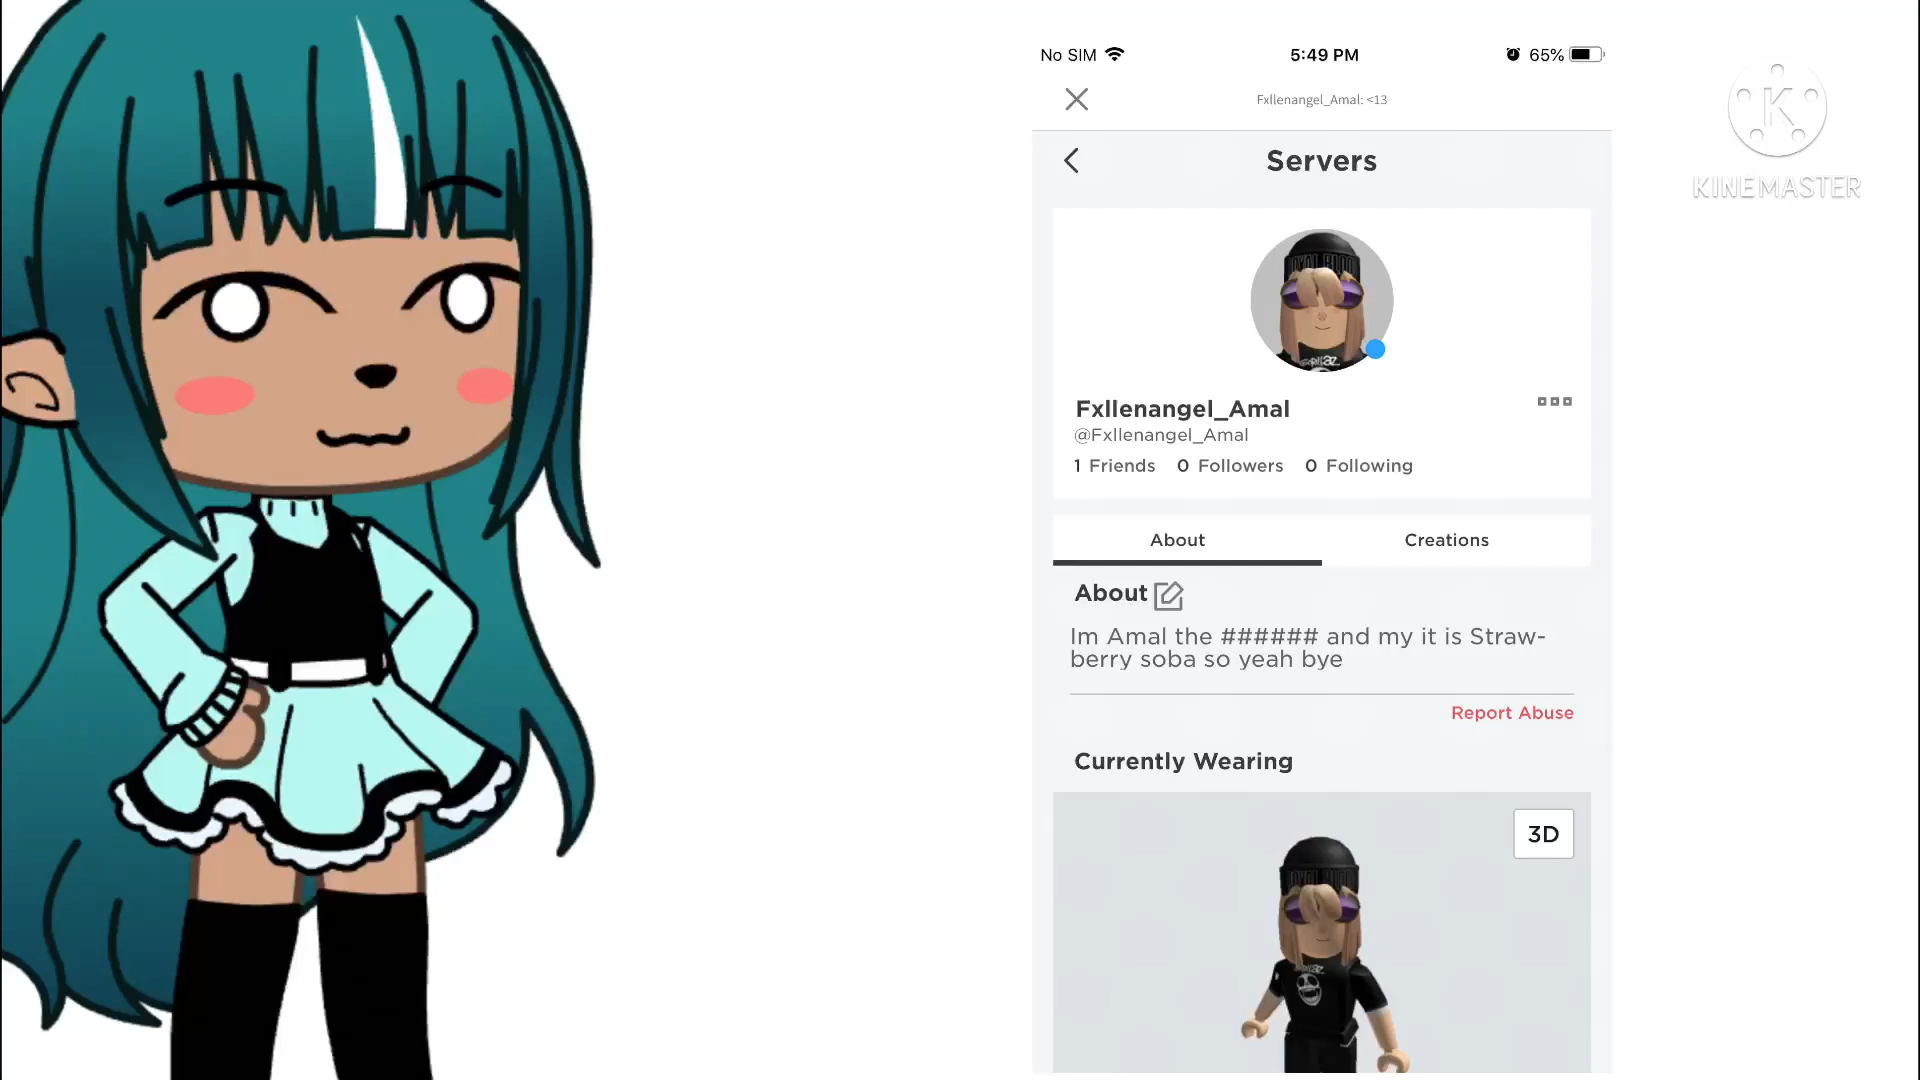 No SIM 5:49 PM 65%
Fxllenangel_Amal: <13
Servers
KINEMASTER
Fxllenangel_Amal
@Fxllenangel_Amal
1 Friends 0 Followers 0 Following
About Creations
About
Im Amal the ###### and my it is Straw-
berry soba so yeah bye
Report Abuse
Currently Wearing
3D